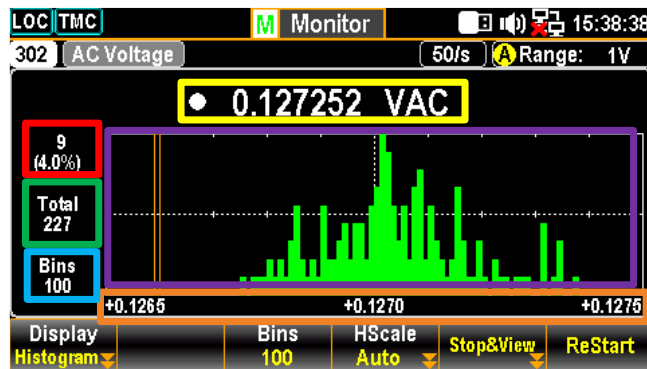 LOC TMC M Monitor 15:38:38
302 AC Voltage 50/s A Range: 1V
0.127252 VAC
9
(4.0%)
Total
227
Bins
100
+0.1265 +0.1270 +0.1275
Display Bins HScale Stop&View ReStart
Histogram 100 Auto